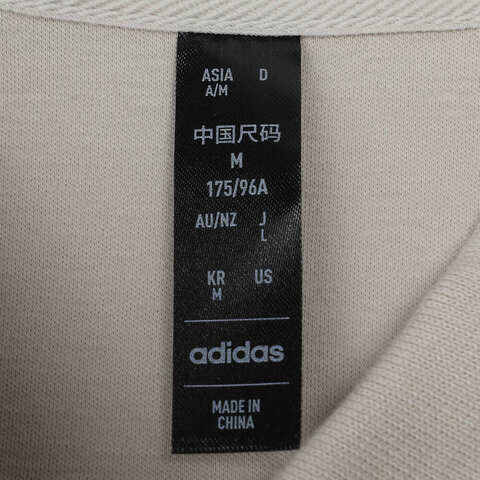 ASIA D
A/M
中国尺码
M
175/96A
AU/NZ J
L
KR US
M
adidas
MADE IN
CHINA